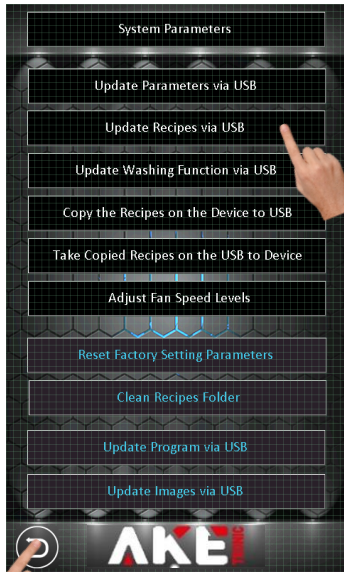 System Parameters
Update Parameters via USB
Update Recipes via USB
Update Washing Function via USB
Copy the Recipes on the Device to USB
Take Copied Recipes on the USB to Device
Adjust Fan Speed Levels
Reset Factory Setting Parameters
Clean Recipes Folder
Update Program via USB
Update Images via USB
AKE